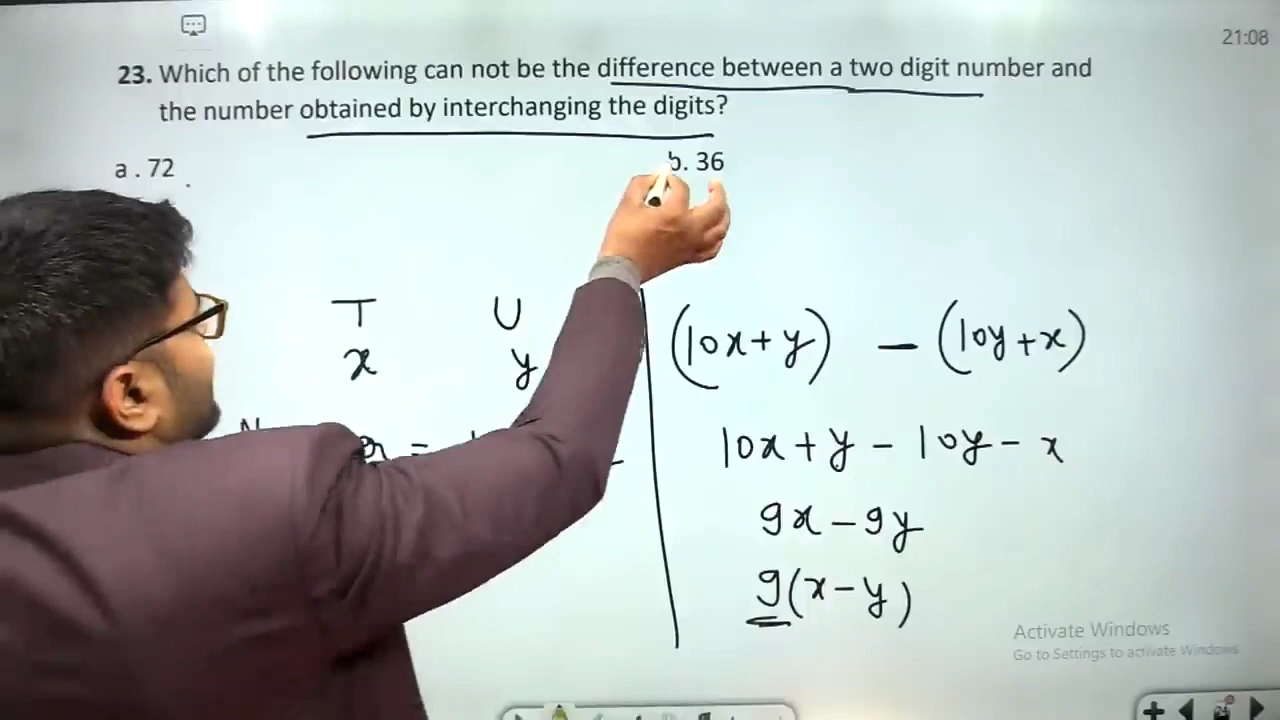 21:08
23. Which of the following can not be the difference between a two digit number and
the number obtained by interchanging the digits?
a . 72
b. 36
T U
x y
(10x+y) - (10y+x)
10x+y-10y-x
9x-9y
9(x-y)
Activate Windows
Go to Settings to activate Windows.